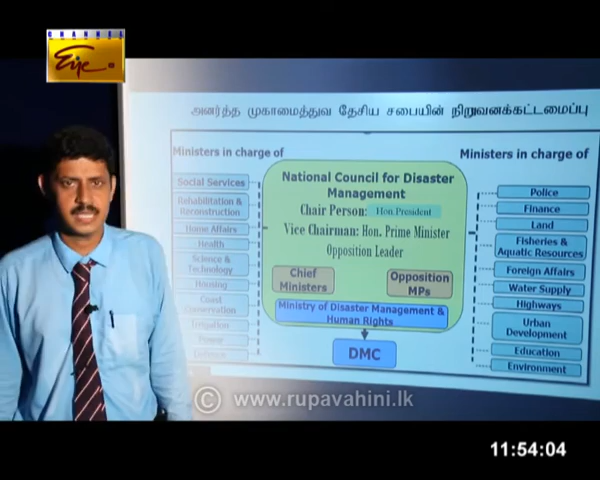 CHANNEL
Eye
அனர்த்த முகாமைத்துவ தேசிய சபையின் நிறுவனக்கட்டமைப்பு
Ministers in charge of
Social Services
Rehabilitation &
Reconstruction
Home Affairs
Health
Science &
Technology
Housing
Coast
Conservation
Irrigation
Power
Defence
National Council for Disaster
Management
Chair Person: Hon.President
Vice Chairman: Hon. Prime Minister
Opposition Leader
Chief
Ministers
Opposition
MPs
Ministry of Disaster Management &
Human Rights
DMC
Ministers in charge of
Police
Finance
Land
Fisheries &
Aquatic Resources
Foreign Affairs
Water Supply
Highways
Urban
Development
Education
Environment
© www.rupavahini.lk
11:54:04